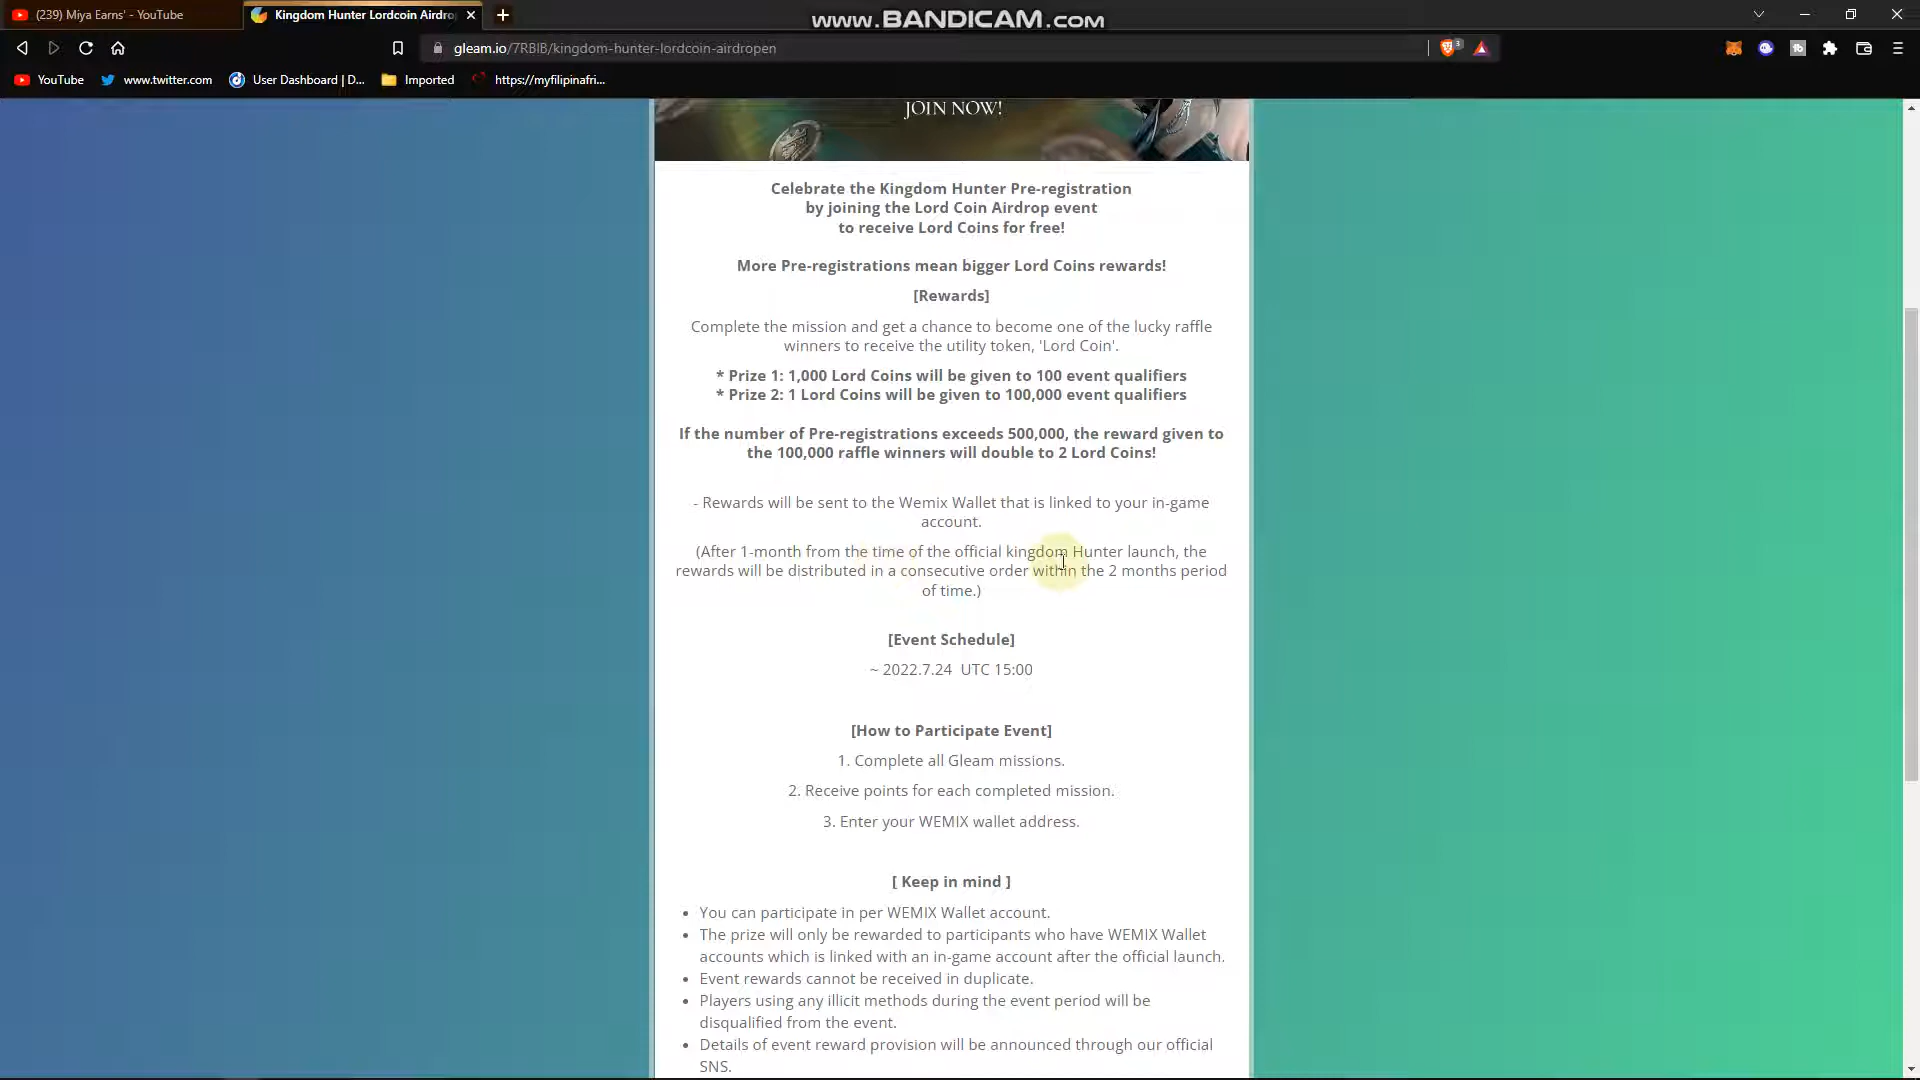 (239) Miya Earns' - YouTube
Kingdom Hunter Lordcoin Airdro
www.BANDICAM.com
gleam.io/7RBIB/kingdom-hunter-lordcoin-airdropen
3
YouTube
www.twitter.com
User Dashboard | D...
Imported
https://myfilipinafri...
JOIN NOW!
Celebrate the Kingdom Hunter Pre-registration
by joining the Lord Coin Airdrop event
to receive Lord Coins for free!
More Pre-registrations mean bigger Lord Coins rewards!
[Rewards]
Complete the mission and get a chance to become one of the lucky raffle
winners to receive the utility token, 'Lord Coin'.
* Prize 1: 1,000 Lord Coins will be given to 100 event qualifiers
* Prize 2: 1 Lord Coins will be given to 100,000 event qualifiers
If the number of Pre-registrations exceeds 500,000, the reward given to
the 100,000 raffle winners will double to 2 Lord Coins!
- Rewards will be sent to the Wemix Wallet that is linked to your in-game
account.
(After 1-month from the time of the official kingdom Hunter launch, the
rewards will be distributed in a consecutive order within the 2 months period
of time.)
[Event Schedule]
~ 2022.7.24 UTC 15:00
[How to Participate Event]
1. Complete all Gleam missions.
2. Receive points for each completed mission.
3. Enter your WEMIX wallet address.
[ Keep in mind ]
• You can participate in per WEMIX Wallet account.
• The prize will only be rewarded to participants who have WEMIX Wallet
accounts which is linked with an in-game account after the official launch.
• Event rewards cannot be received in duplicate.
• Players using any illicit methods during the event period will be
disqualified from the event.
• Details of event reward provision will be announced through our official
SNS.